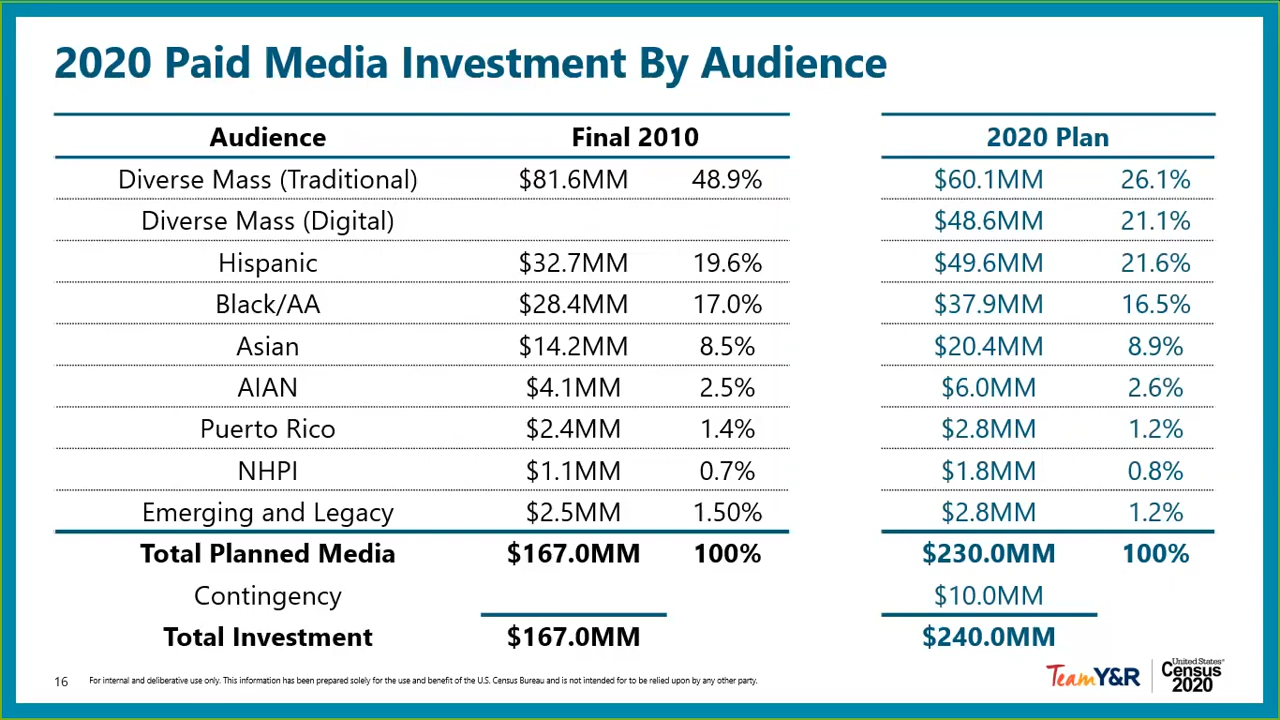 2020 Paid Media Investment By Audience
Audience Final 2010 2020 Plan
Diverse Mass (Traditional) $81.6MM 48.9% $60.1MM 26.1%
Diverse Mass (Digital) $48.6MM 21.1%
Hispanic $32.7MM 19.6% $49.6MM 21.6%
Black/AA $28.4MM 17.0% $37.9MM 16.5%
Asian $14.2MM 8.5% $20.4MM 8.9%
AIAN $4.1MM 2.5% $6.0MM 2.6%
Puerto Rico $2.4MM 1.4% $2.8MM 1.2%
NHPI $1.1MM 0.7% $1.8MM 0.8%
Emerging and Legacy $2.5MM 1.50% $2.8MM 1.2%
Total Planned Media $167.0MM 100% $230.0MM 100%
Contingency $10.0MM
Total Investment $167.0MM $240.0MM
16 For internal and deliberative use only. This information has been prepared solely for the use and benefit of the U.S. Census Bureau and is not intended for to be relied upon by any other party.
TeamY&R
United States®
Census
2020